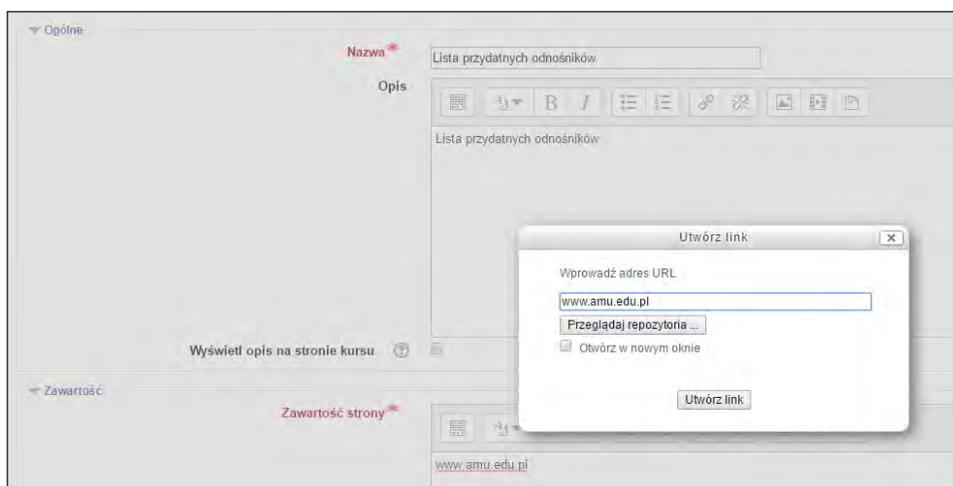 Ogólne
Nazwa*
Lista przydatnych odnośników
Opis
B I
Lista przydatnych odnośników
Utwórz link
Wprowadź adres URL
www.amu.edu.pl
Przeglądaj repozytoria ...
Otwórz w nowym oknie
Wyświetl opis na stronie kursu
Utwórz link
Zawartość
Zawartość strony*
www.amu.edu.pl